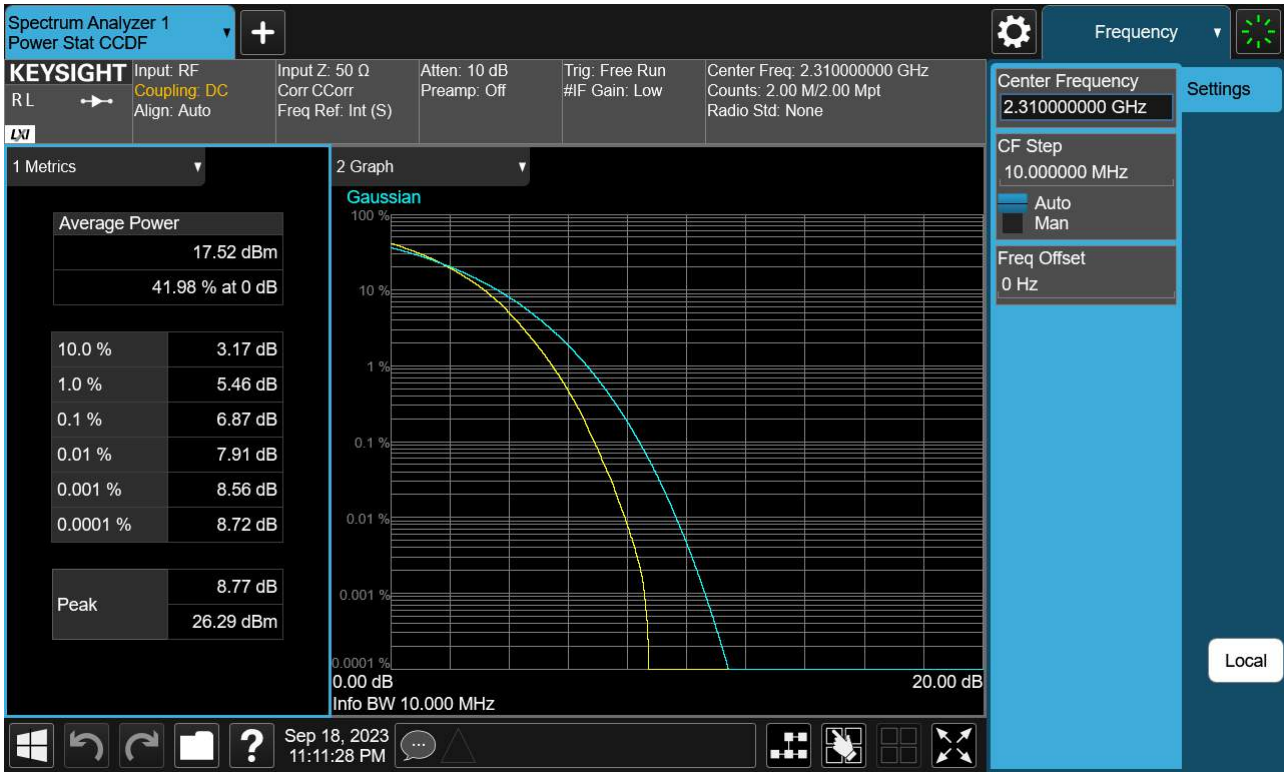 Spectrum Analyzer 1
Power Stat CCDF
+
Frequency
KEYSIGHT
RL
LXI
Input: RF
Coupling: DC
Align: Auto
Input Z: 50 Ω
Corr CCorr
Freq Ref: Int (S)
Atten: 10 dB
Preamp: Off
Trig: Free Run
#IF Gain: Low
Center Freq: 2.310000000 GHz
Counts: 2.00 M/2.00 Mpt
Radio Std: None
Center Frequency
2.310000000 GHz
Settings
CF Step
10.000000 MHz
Auto
Man
Freq Offset
0 Hz
Local
1 Metrics
Average Power
17.52 dBm
41.98 % at 0 dB
10.0 % 3.17 dB
1.0 % 5.46 dB
0.1 % 6.87 dB
0.01 % 7.91 dB
0.001 % 8.56 dB
0.0001 % 8.72 dB
Peak 8.77 dB
26.29 dBm
2 Graph
Gaussian
100 %
10 %
1 %
0.1 %
0.01 %
0.001 %
0.0001 %
0.00 dB 20.00 dB
Info BW 10.000 MHz
?
Sep 18, 2023
11:11:28 PM